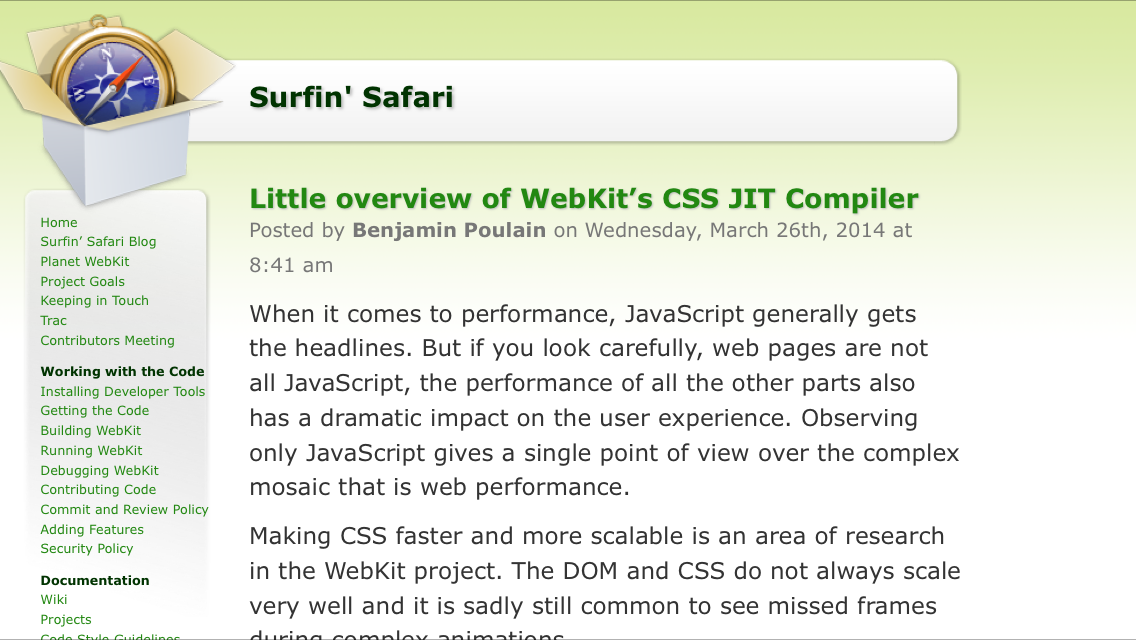 Surfin' Safari
Home
Surfin’ Safari Blog
Planet WebKit
Project Goals
Keeping in Touch
Trac
Contributors Meeting
Working with the Code
Installing Developer Tools
Getting the Code
Building WebKit
Running WebKit
Debugging WebKit
Contributing Code
Commit and Review Policy
Adding Features
Security Policy
Documentation
Wiki
Projects
Code Style Guidelines
Little overview of WebKit’s CSS JIT Compiler
Posted by Benjamin Poulain on Wednesday, March 26th, 2014 at
8:41 am
When it comes to performance, JavaScript generally gets
the headlines. But if you look carefully, web pages are not
all JavaScript, the performance of all the other parts also
has a dramatic impact on the user experience. Observing
only JavaScript gives a single point of view over the complex
mosaic that is web performance.
Making CSS faster and more scalable is an area of research
in the WebKit project. The DOM and CSS do not always scale
very well and it is sadly still common to see missed frames
during complex animations.